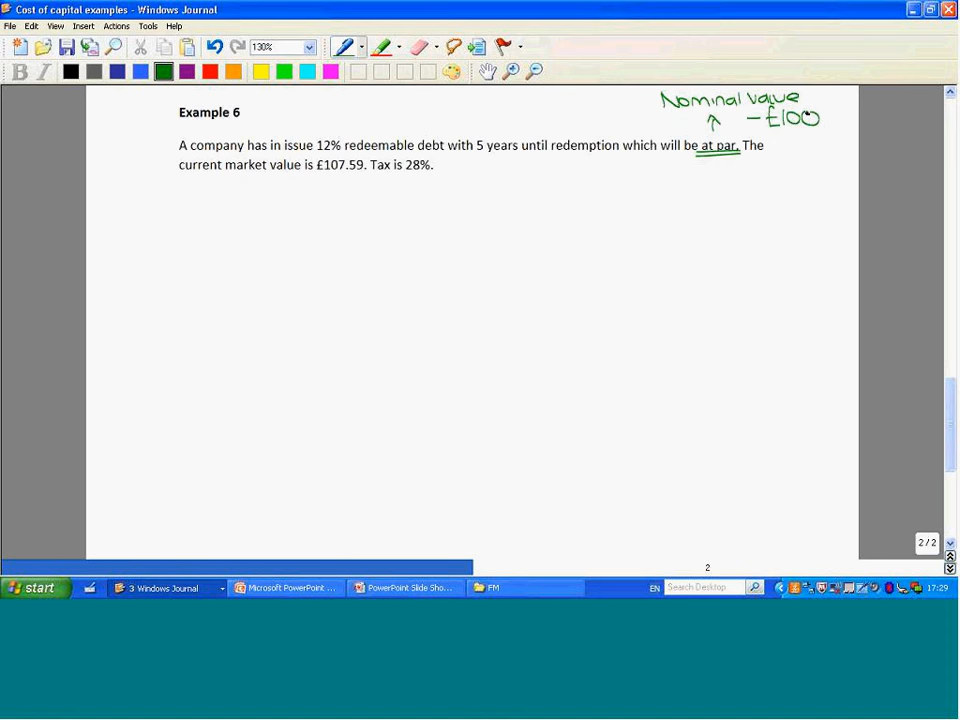 Cost of capital examples - Windows Journal
File Edit View Insert Actions Tools Help
130%
B I
Nominal value
- £100
Example 6
A company has in issue 12% redeemable debt with 5 years until redemption which will be at par. The
current market value is £107.59. Tax is 28%.
2 / 2
2
start 3 Windows Journal Microsoft PowerPoint ... PowerPoint Slide Sho... FM EN Search Desktop 17:29